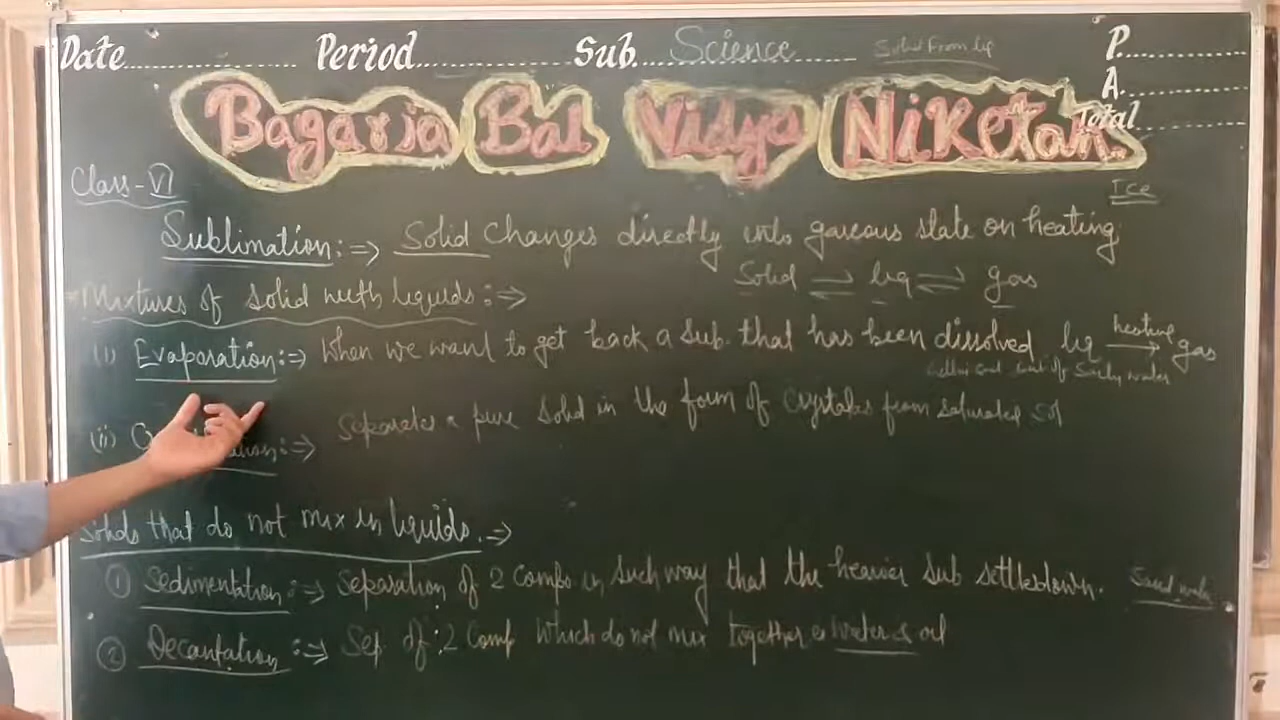 Date............... Period............... Sub.... Science ...... Solid From liq P...............
A...............
Total...............
Bagaria Bal Vidya Niketan
Class - VI
Ice
Sublimation :⇒ Solid changes directly into gaseous state on heating
Solid ⇌ liq ⇌ gas
Mixtures of solid with liquids :⇒
(i) Evaporation :⇒ When we want to get back a sub. that has been dissolved liq heating → gas
water
(ii) C ation :⇒ Separates a pure solid in the form of Crystals from saturated sol
Solids that do not mix in liquids. ⇒
① Sedimentation :⇒ Separation of 2 Compo in such way that the heavier sub settledown. Sand water
② Decantation :⇒ Sep. of :2 Comp which do not mix together Water & oil